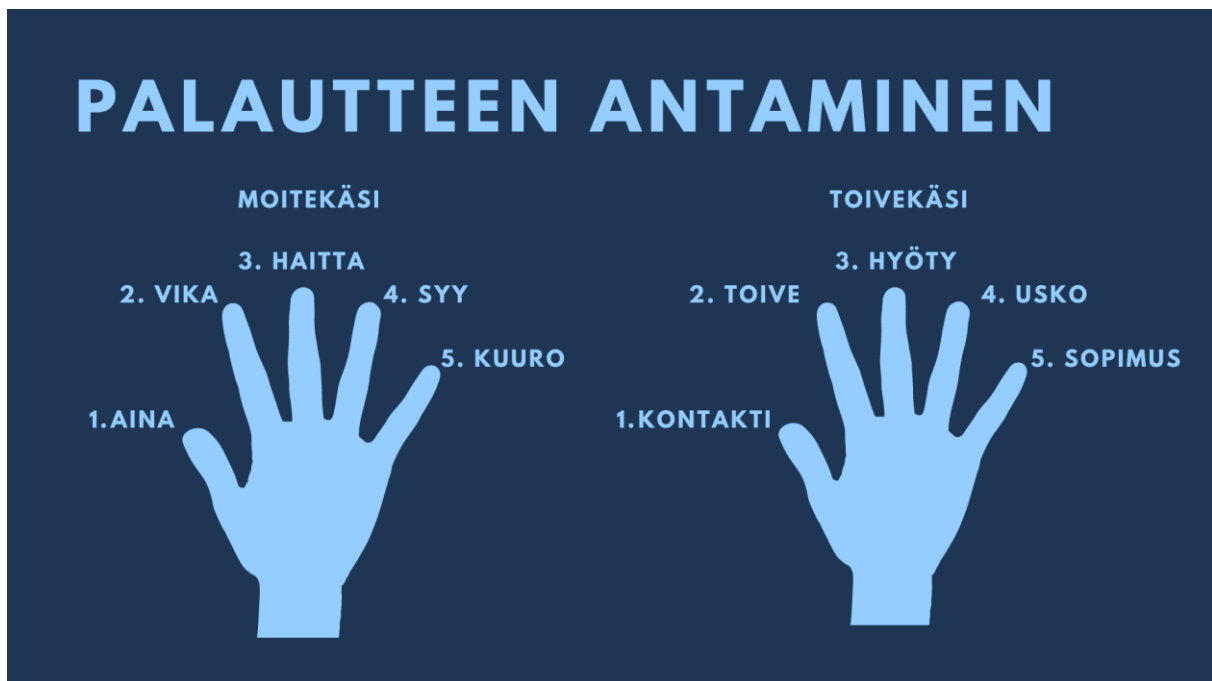 PALAUTTEEN ANTAMINEN
MOITEKÄSI
3. HAITTA
2. VIKA
4. SYY
5. KUURO
1.AINA
TOIVEKÄSI
3. HYÖTY
2. TOIVE
4. USKO
5. SOPIMUS
1.KONTAKTI